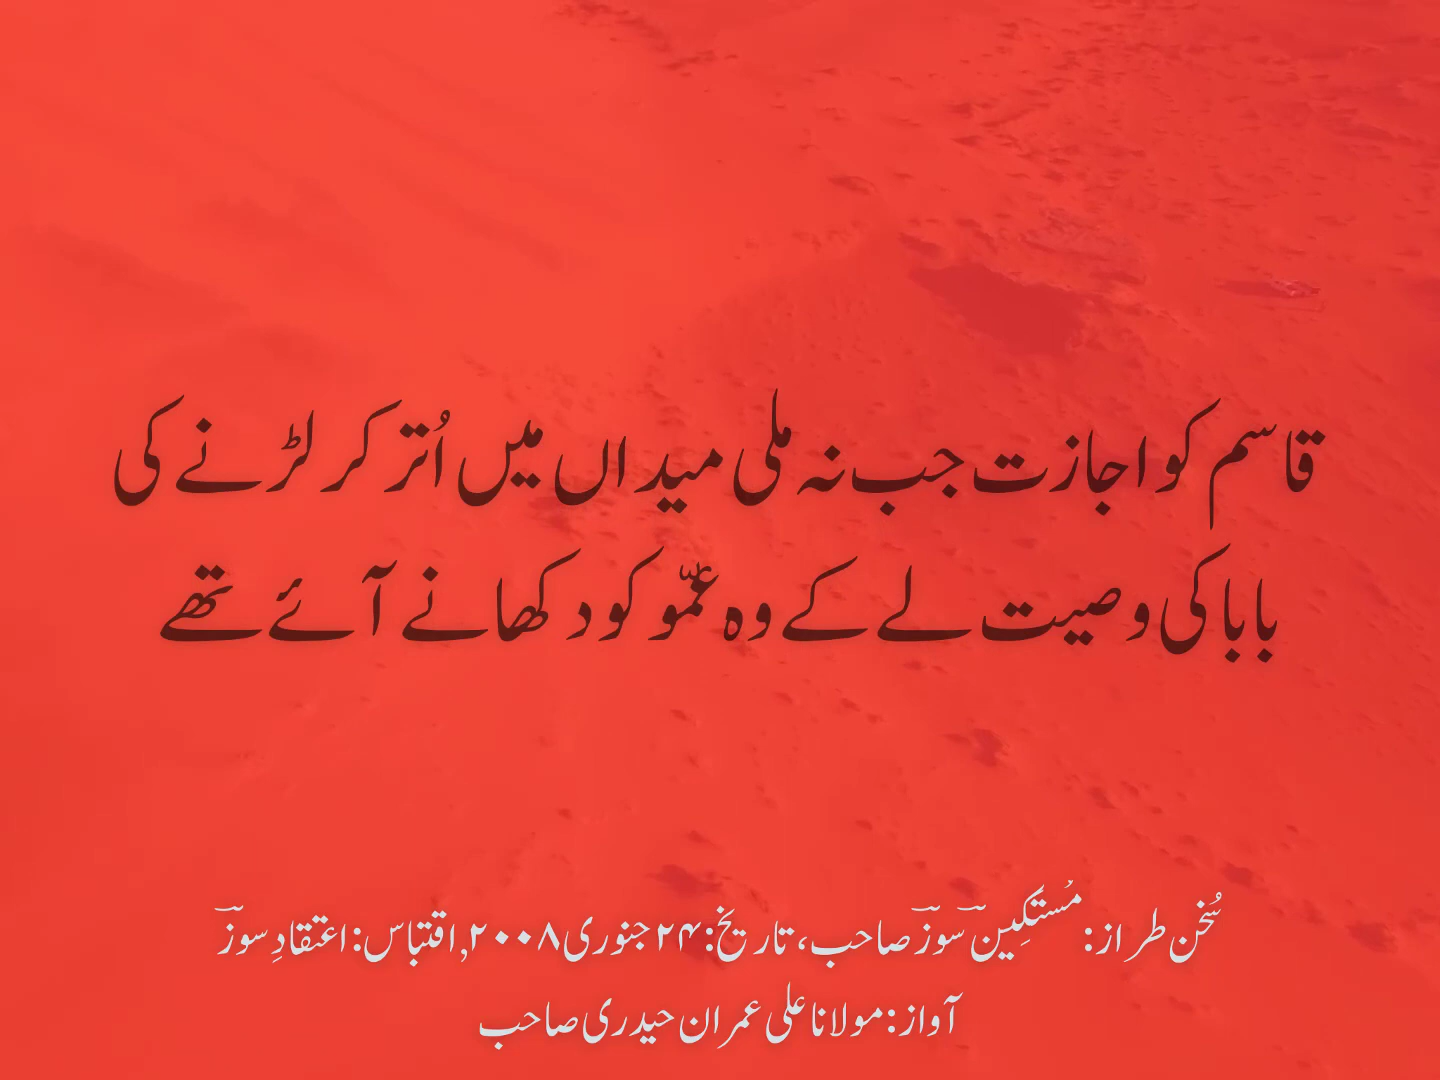 قاسم کو اجازت جب نہ ملی میداں میں اُتر کر لڑنے کی
بابا کی وصیت لے کے وہ عمّوؑ کو دکھانے آئے تھے
سُخن طراز: مُستکِین سوزؔ صاحب، تاریخ: ۲۴ جنوری ۲۰۰۸, اقتباس: اعتقادِ سوزؔ
آواز: مولانا علی عمران حیدری صاحب